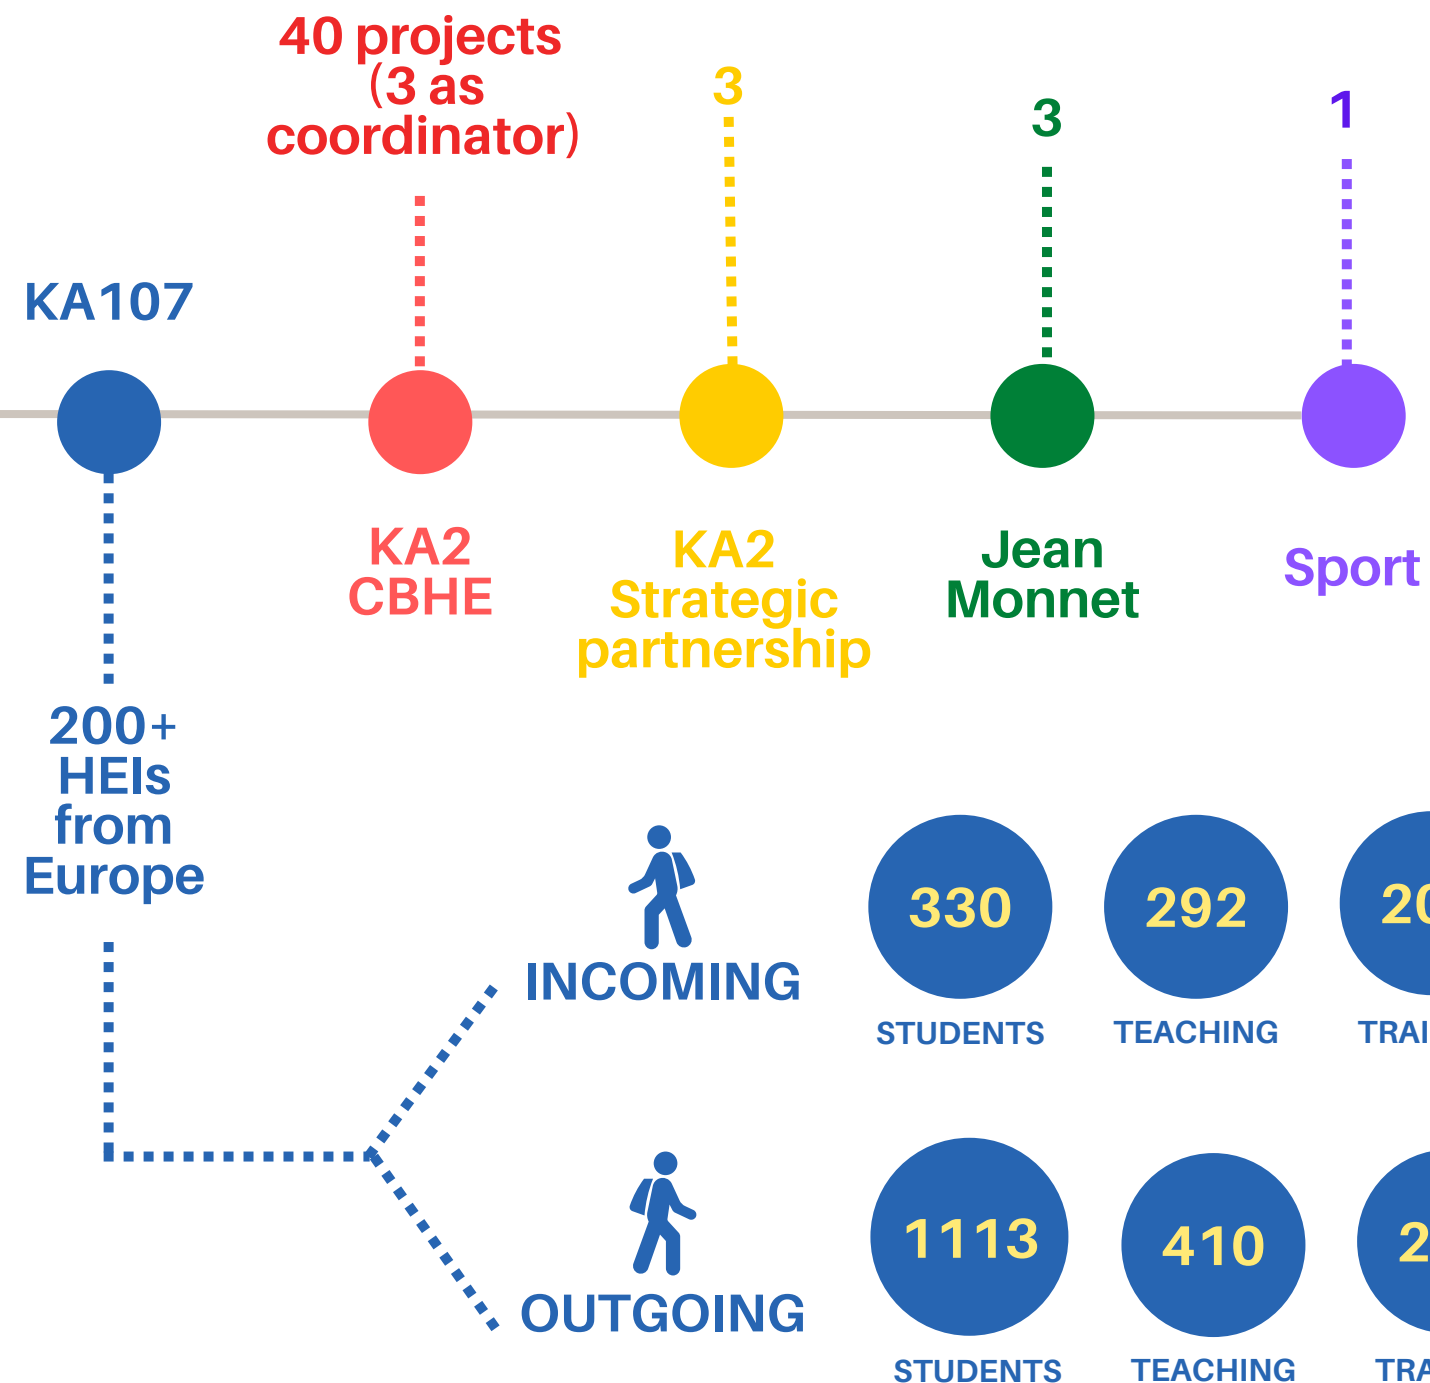 40 projects
(3 as
coordinator)
3
3
1
KA107
KA2
CBHE
KA2
Strategic
partnership
Jean
Monnet
Sport
200+
HEIs
from
Europe
INCOMING
330
292
STUDENTS
TEACHING
OUTGOING
1113
410
STUDENTS
TEACHING